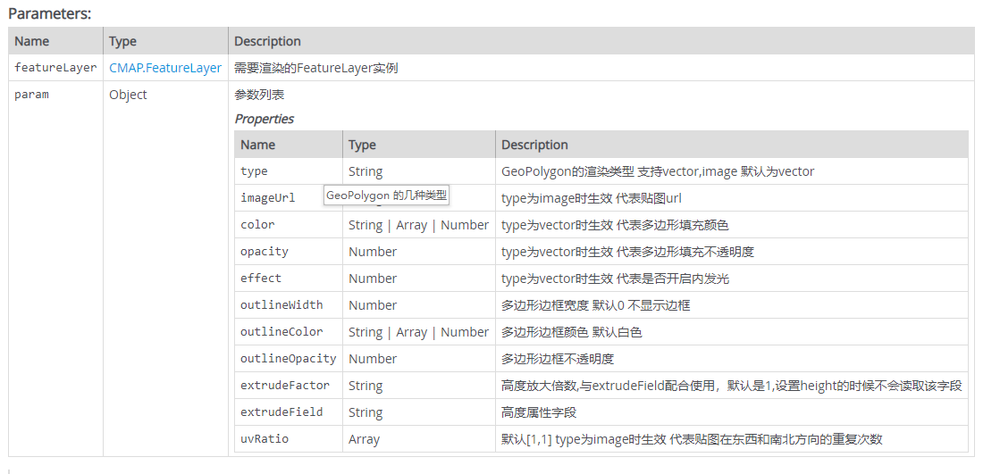 Parameters:
Name Type Description
featureLayer CMAP.FeatureLayer 需要渲染的FeatureLayer实例
param Object 参数列表
Properties
Name Type Description
type String GeoPolygon的渲染类型 支持vector,image 默认为vector
imageUrl type为image时生效 代表贴图url
GeoPolygon 的几种类型
color String | Array | Number type为vector时生效 代表多边形填充颜色
opacity Number type为vector时生效 代表多边形填充不透明度
effect Number type为vector时生效 代表是否开启内发光
outlineWidth Number 多边形边框宽度 默认0 不显示边框
outlineColor String | Array | Number 多边形边框颜色 默认白色
outlineOpacity Number 多边形边框不透明度
extrudeFactor String 高度放大倍数,与extrudeField配合使用，默认是1,设置height的时候不会读取该字段
extrudeField String 高度属性字段
uvRatio Array 默认[1,1] type为image时生效 代表贴图在东西和南北方向的重复次数